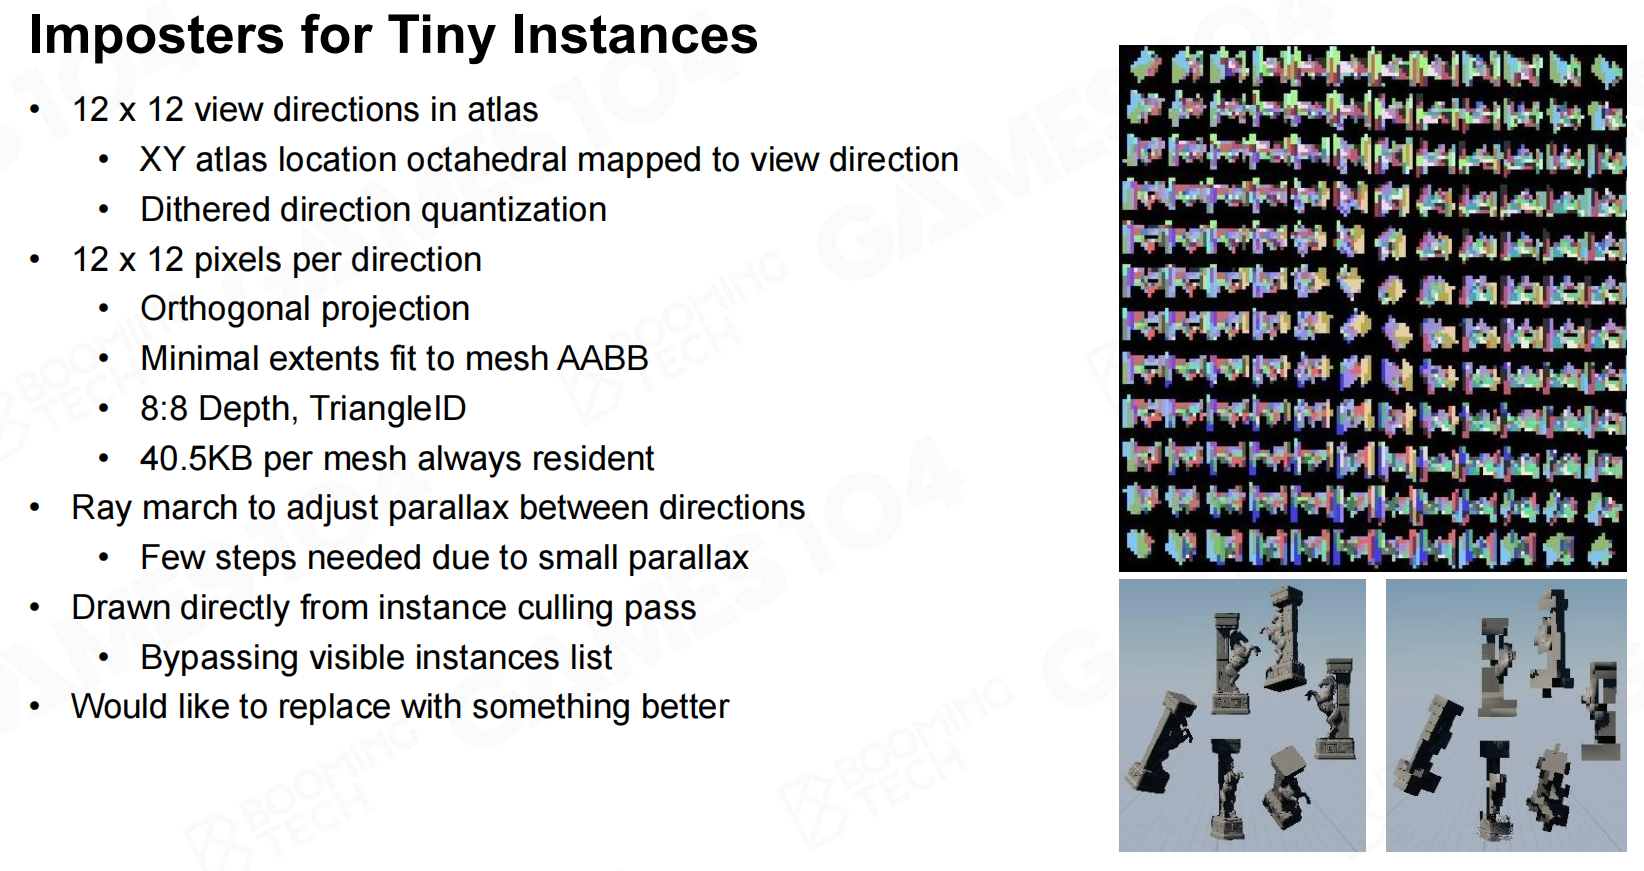 Imposters for Tiny Instances
• 12 x 12 view directions in atlas
• XY atlas location octahedral mapped to view direction
• Dithered direction quantization
• 12 x 12 pixels per direction
• Orthogonal projection
• Minimal extents fit to mesh AABB
• 8:8 Depth, TriangleID
• 40.5KB per mesh always resident
• Ray march to adjust parallax between directions
• Few steps needed due to small parallax
• Drawn directly from instance culling pass
• Bypassing visible instances list
• Would like to replace with something better
GAMES104
BOOMING
TECH